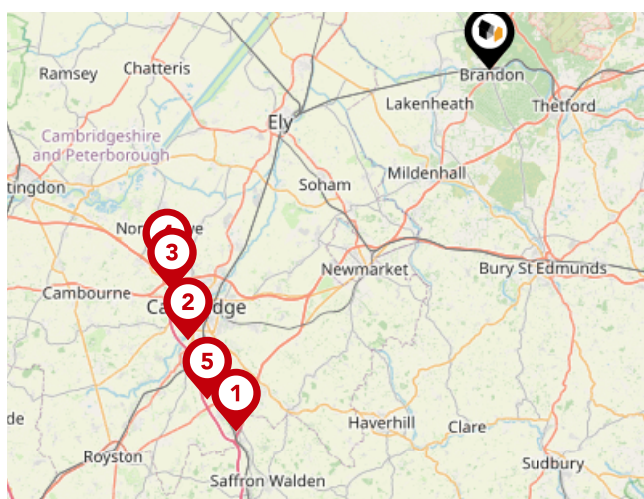 Ramsey
Chatteris
Brandon
Lakenheath
Thetford
Ely
Cambridgeshire
and Peterborough
Mildenhall
tingdon
Soham
3
Newmarket
Bury St Edmunds
Cambourne
2
5
1
de
Haverhill
Clare
Royston
Sudbury
Saffron Walden